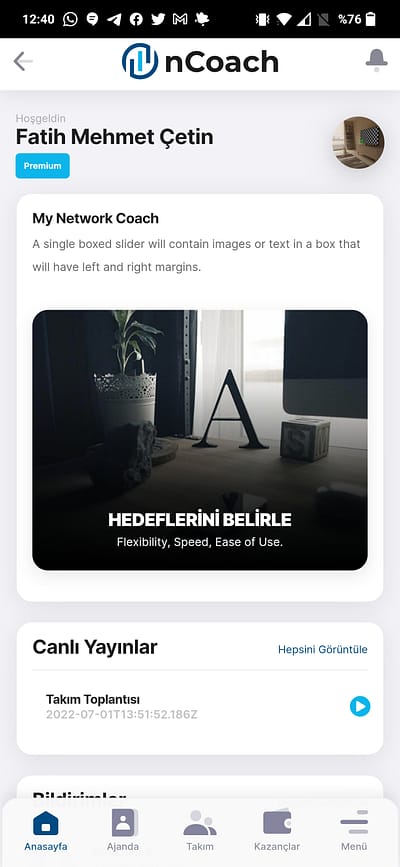 12:40
%76
nCoach
Hoşgeldin
Fatih Mehmet Çetin
Premium
My Network Coach
A single boxed slider will contain images or text in a box that
will have left and right margins.
A
HEDEFLERİNİ BELİRLE
Flexibility, Speed, Ease of Use.
Canlı Yayınlar
Hepsini Görüntüle
Takım Toplantısı
2022-07-01T13:51:52.186Z
Bildirimler
Anasayfa
Ajanda
Takım
Kazançlar
Menü